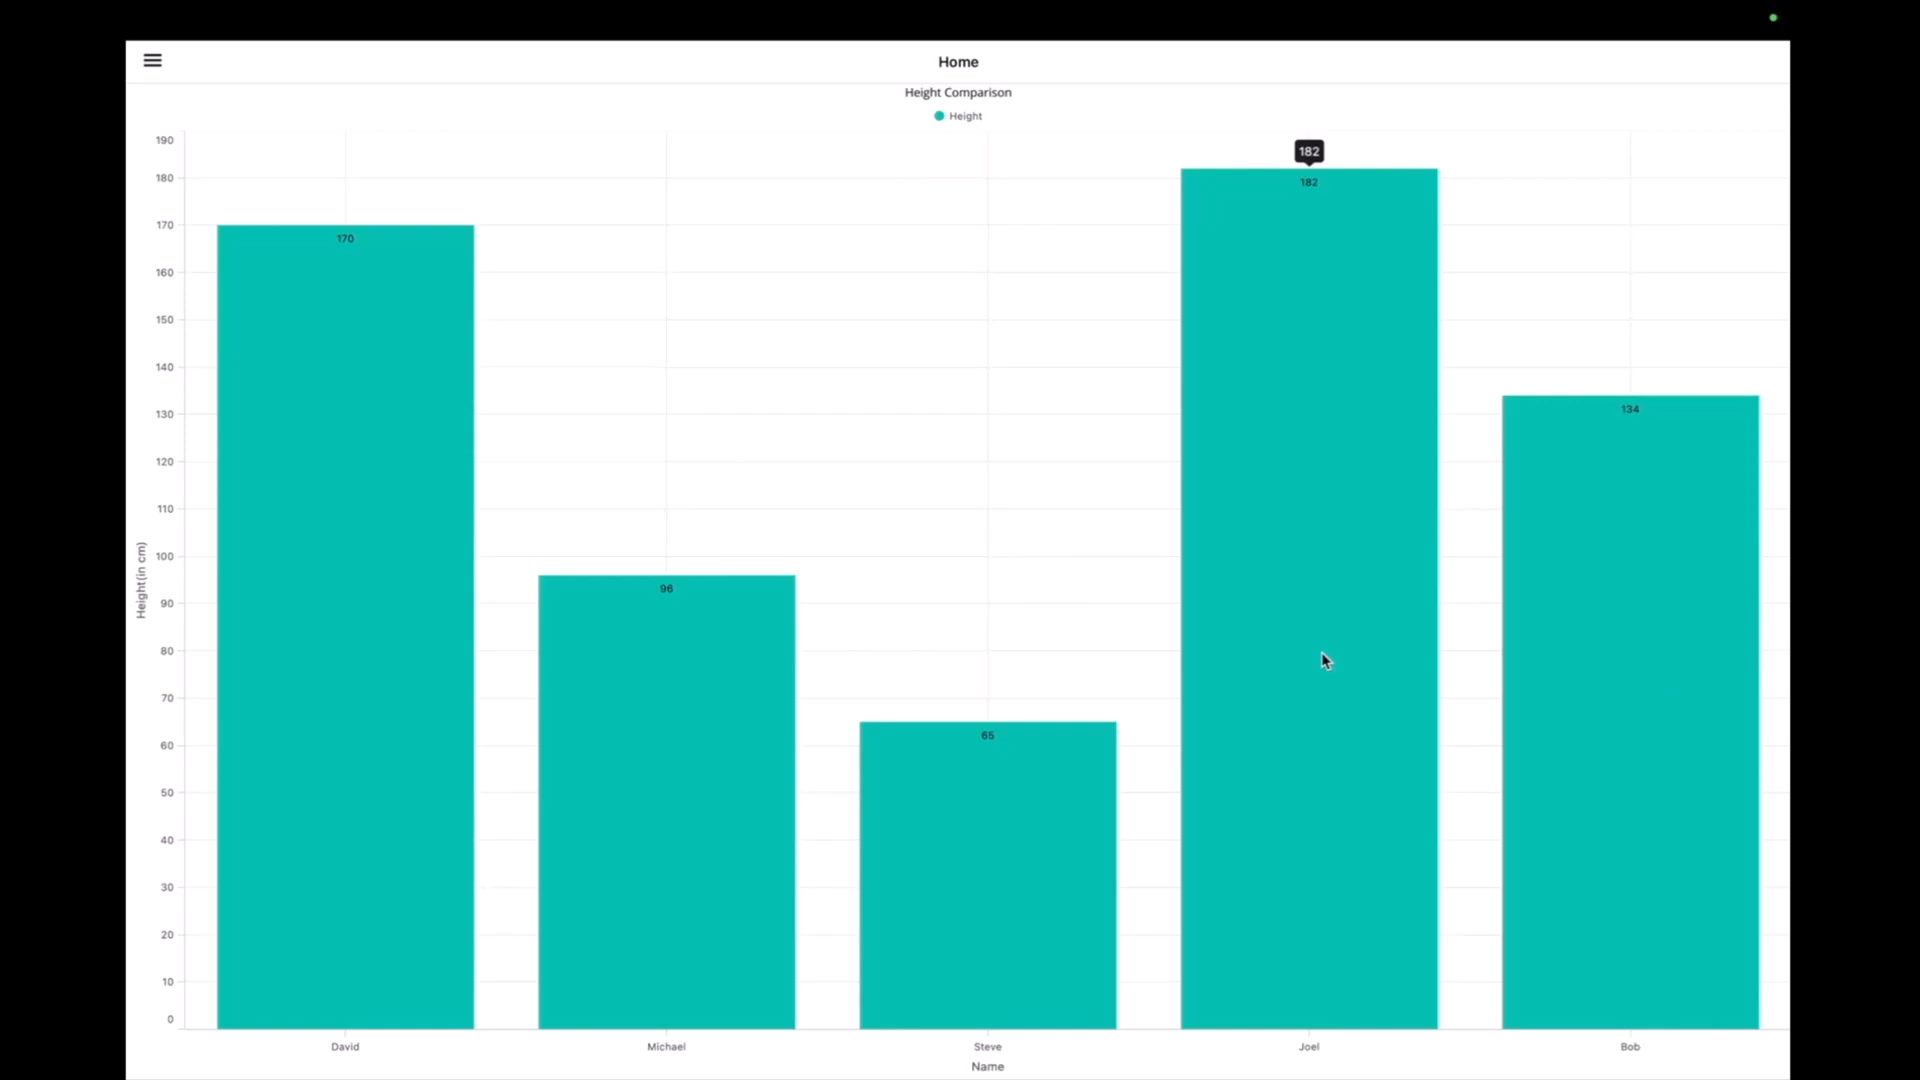 Home
Height Comparison
Height
190
180
170
160
150
140
130
120
110
100
90
80
70
60
50
40
30
20
10
0
Height(in cm)
170
96
65
182
182
134
David
Michael
Steve
Joel
Bob
Name